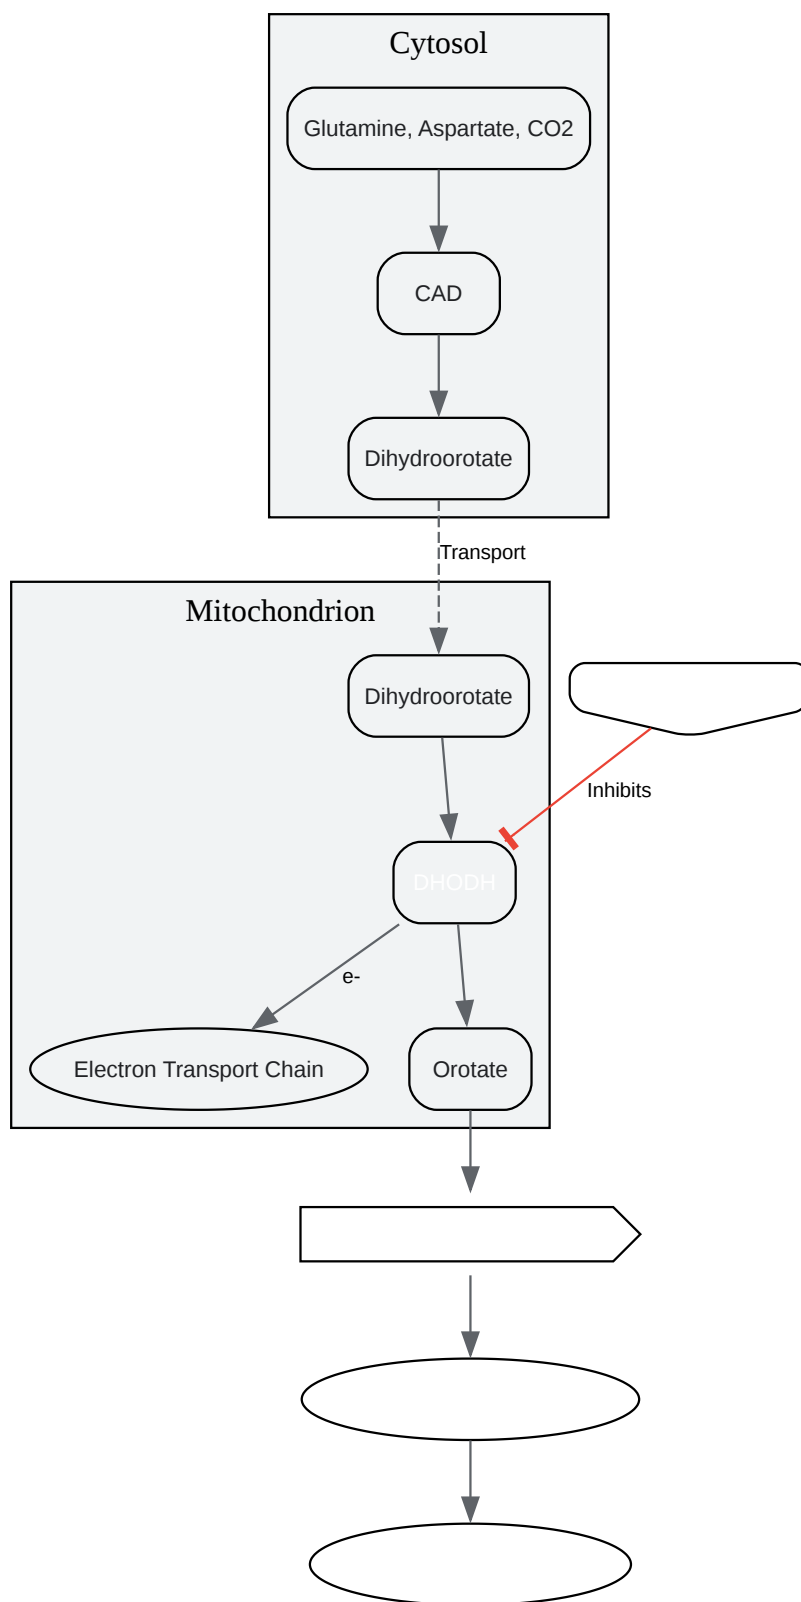 Cytosol
Glutamine, Aspartate, CO2
CAD
Dihydroorotate
Transport
Mitochondrion
Dihydroorotate
Inhibits
DHODH
e-
Electron Transport Chain
Orotate